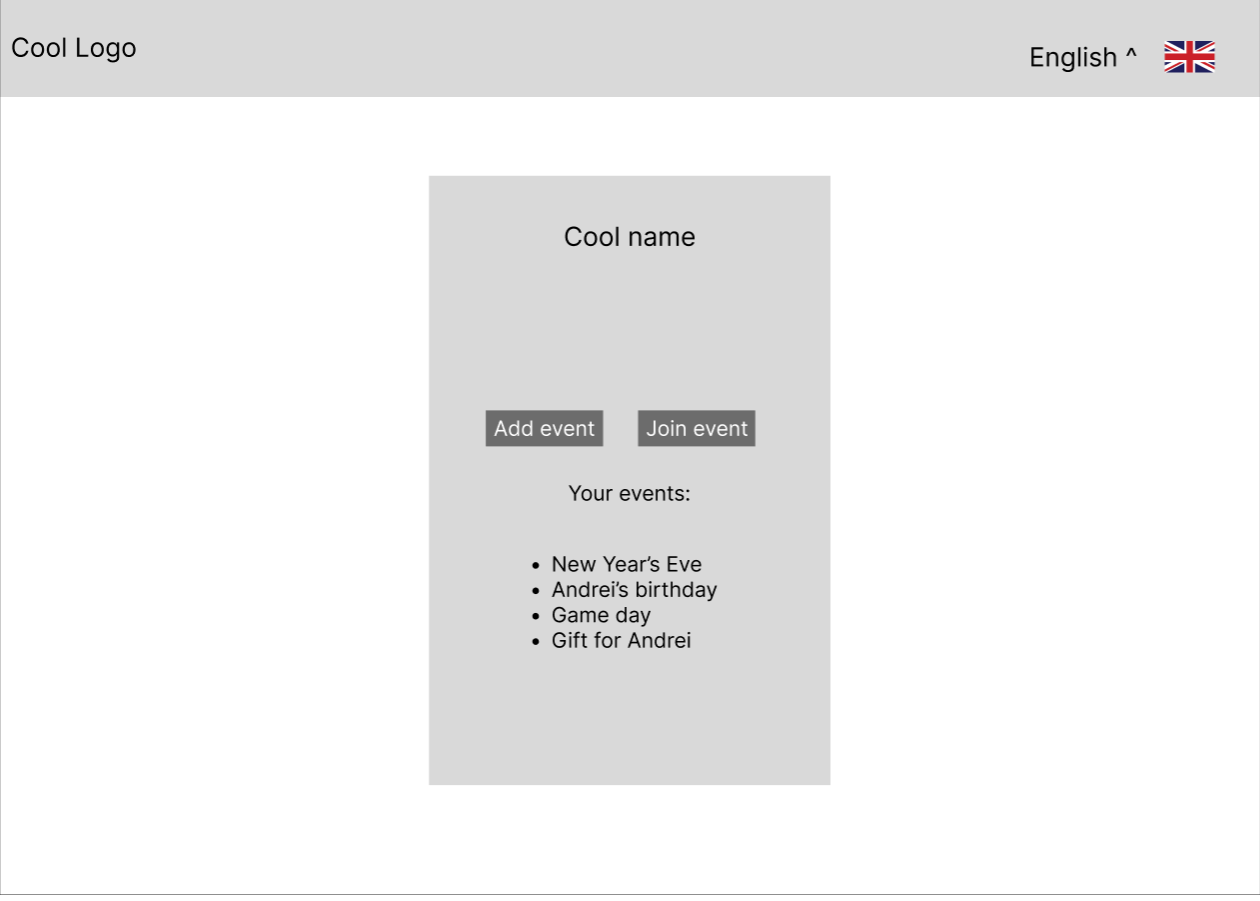 Cool Logo
English ^
Cool name
Add event
Join event
Your events:
• New Year’s Eve
• Andrei’s birthday
• Game day
• Gift for Andrei